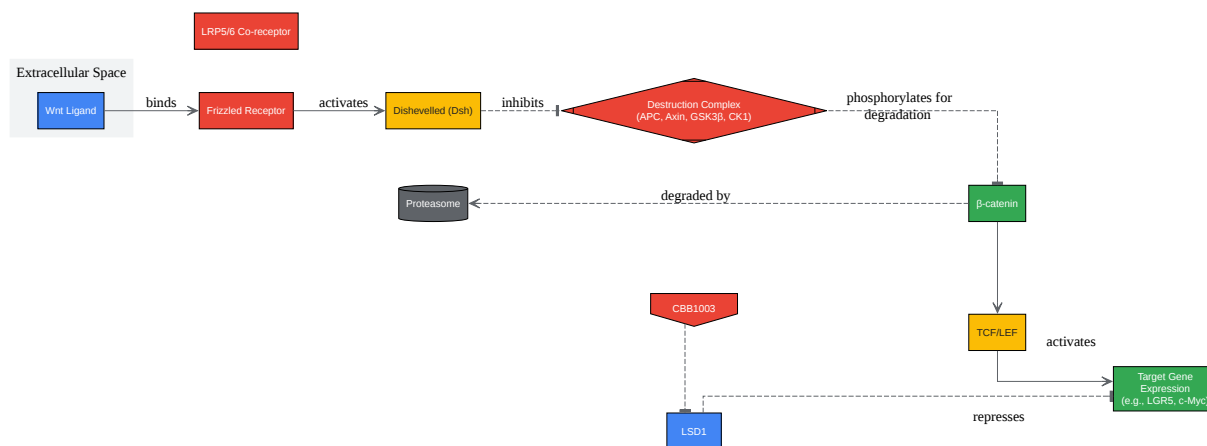 LRP5/6 Co-receptor
Extracellular Space
Wnt Ligand
binds
Frizzled Receptor
activates
Dishevelled (Dsh)
inhibits
Destruction Complex
(APC, Axin, GSK3β, CK1)
phosphorylates for
degradation
Proteasome
degraded by
β-catenin
CBB1003
TCF/LEF
activates
Target Gene
Expression
(e.g., LGR5, c-Myc)
represses
LSD1